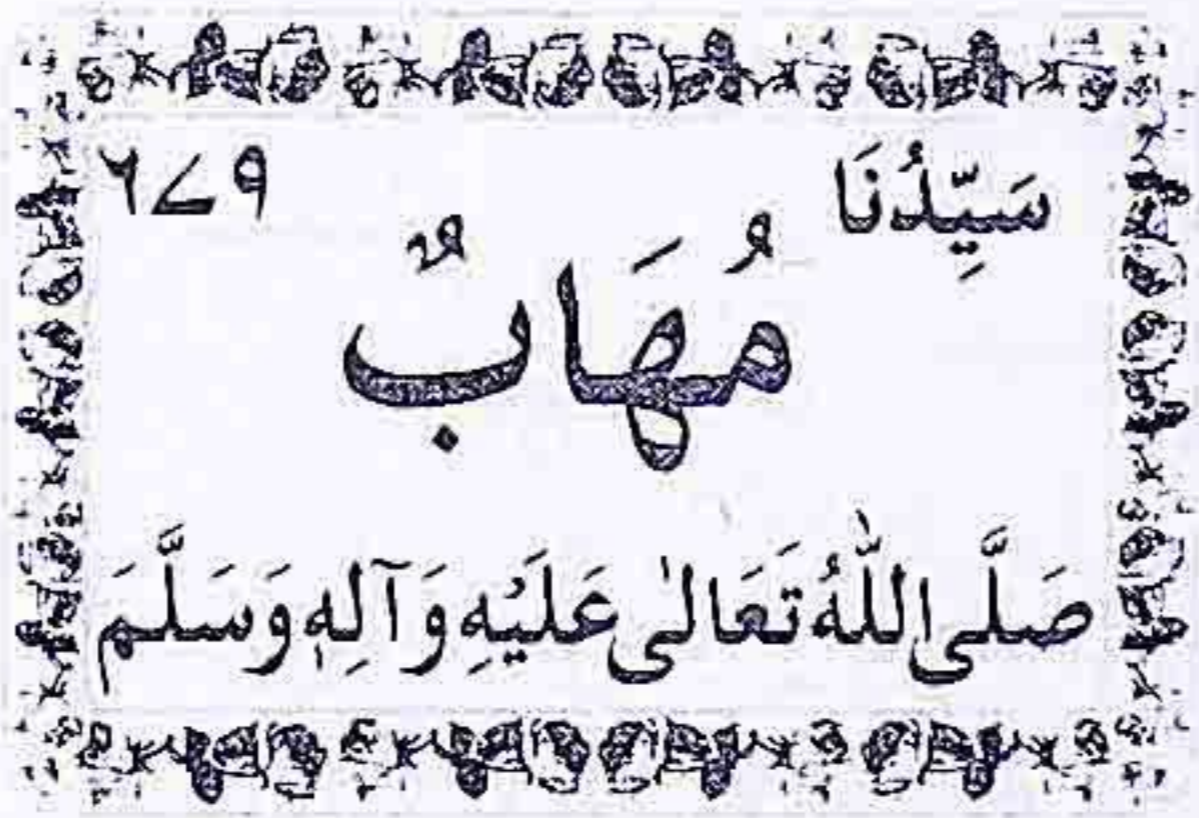 سَيِّدُنَا ٦٧٩
مُهَابٌ
صَلَّى اللّٰهُ تَعَالٰى عَلَيْهِ وَآلِهٖ وَسَلَّمَ